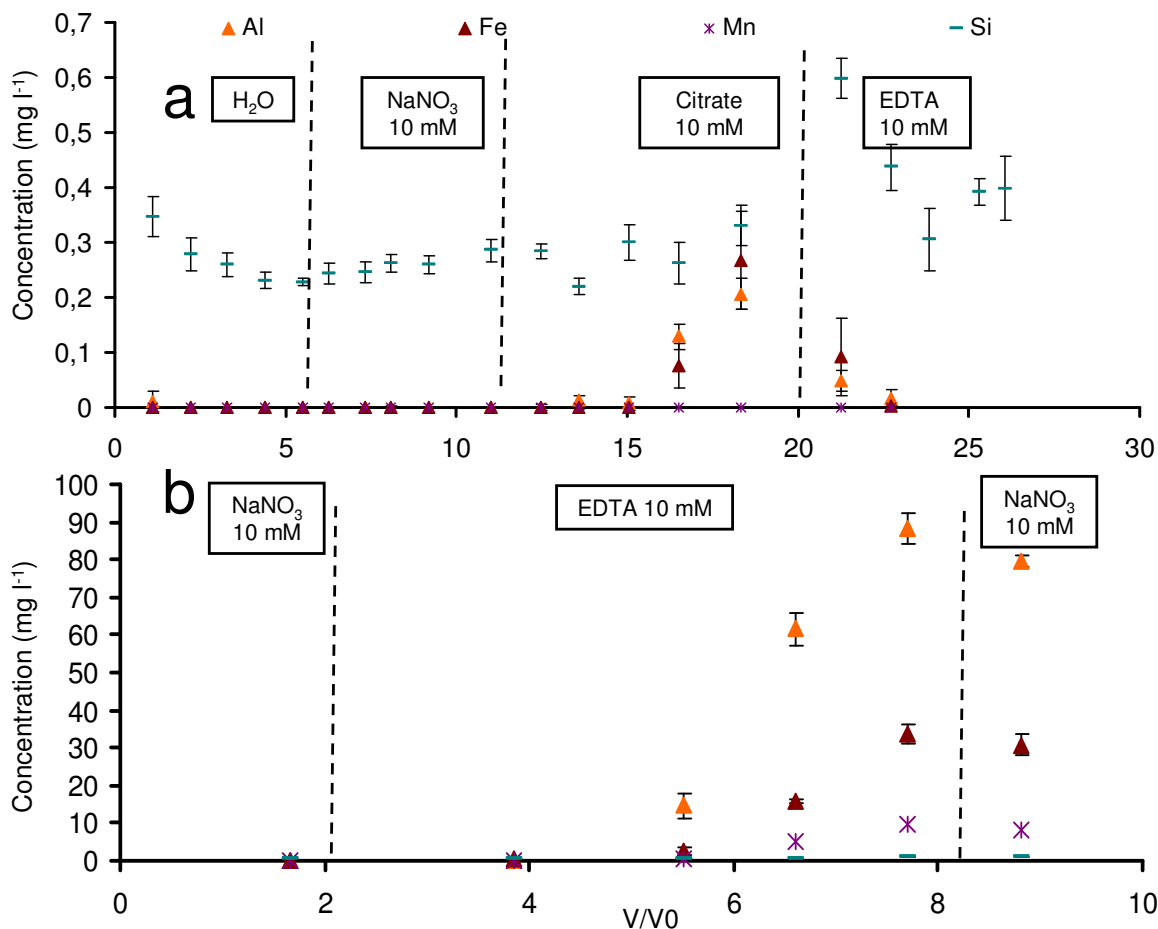 Al Fe Mn Si
0,7
0,6
0,5
0,4
0,3
0,2
0,1
0
Concentration (mg l⁻¹)
a
H₂O
NaNO₃
10 mM
Citrate
10 mM
EDTA
10 mM
0 5 10 15 20 25 30
b
100
90
80
70
60
50
40
30
20
10
0
Concentration (mg l⁻¹)
NaNO₃
10 mM
EDTA 10 mM
NaNO₃
10 mM
0 2 4 6 8 10
V/V0